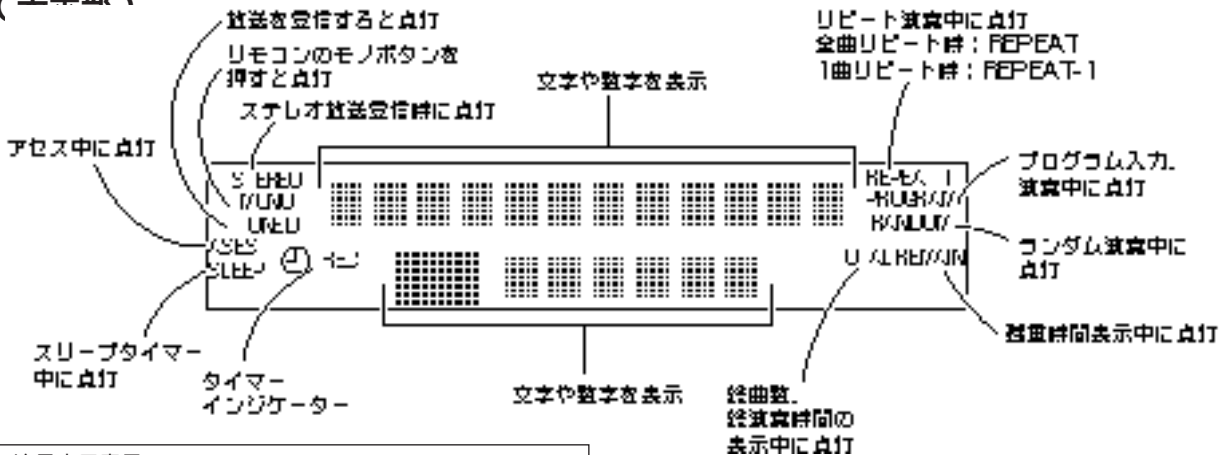 放送を受信すると点灯
リモコンのモノボタンを
押すと点灯
ステレオ放送受信時に点灯
アセス中に点灯
文字や数字を表示
リピート演奏中に点灯
全曲リピート時：REPEAT
1曲リピート時：REPEAT-1
プログラム入力、
演奏中に点灯
ランダム演奏中に
点灯
STEREO
MONO
TUNED
ASES
SLEEP
REC
REPEAT-1
PROGRAM
RANDOM
TOTAL REMAIN
スリープタイマー
中に点灯
タイマー
インジケーター
文字や数字を表示
総曲数、
総演奏時間の
表示中に点灯
残量時間表示中に点灯